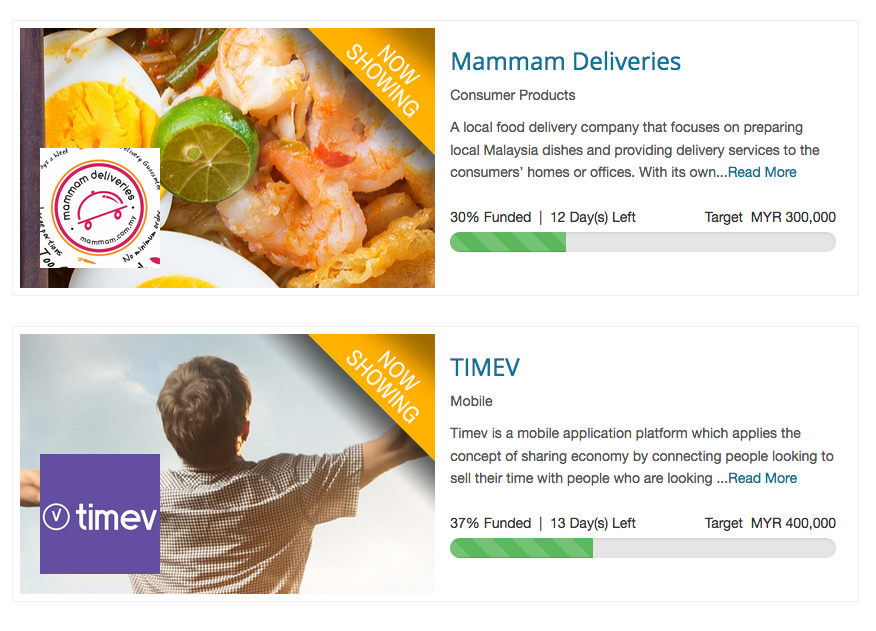 NOW
SHOWING
Mammam Deliveries
Consumer Products
A local food delivery company that focuses on preparing
local Malaysia dishes and providing delivery services to the
consumers’ homes or offices. With its own...Read More
30% Funded | 12 Day(s) Left Target MYR 300,000
mammam deliveries
mammam.com.my
No minimum order
NOW
SHOWING
TIMEV
Mobile
Timev is a mobile application platform which applies the
concept of sharing economy by connecting people looking to
sell their time with people who are looking ...Read More
37% Funded | 13 Day(s) Left Target MYR 400,000
timev